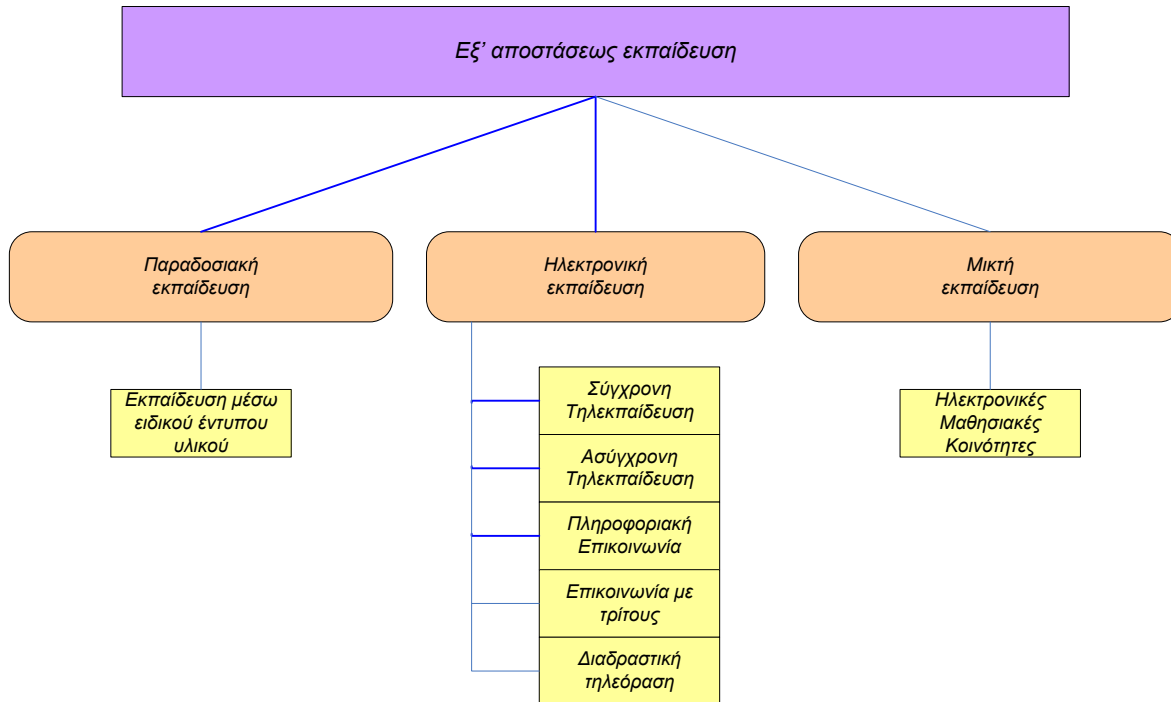 Εξ’ αποστάσεως εκπαίδευση
Παραδοσιακή
εκπαίδευση
Ηλεκτρονική
εκπαίδευση
Μικτή
εκπαίδευση
Εκπαίδευση μέσω
ειδικού έντυπου
υλικού
Σύγχρονη
Τηλεκπαίδευση
Ασύγχρονη
Τηλεκπαίδευση
Πληροφοριακή
Επικοινωνία
Επικοινωνία με
τρίτους
Διαδραστική
τηλεόραση
Ηλεκτρονικές
Μαθησιακές
Κοινότητες